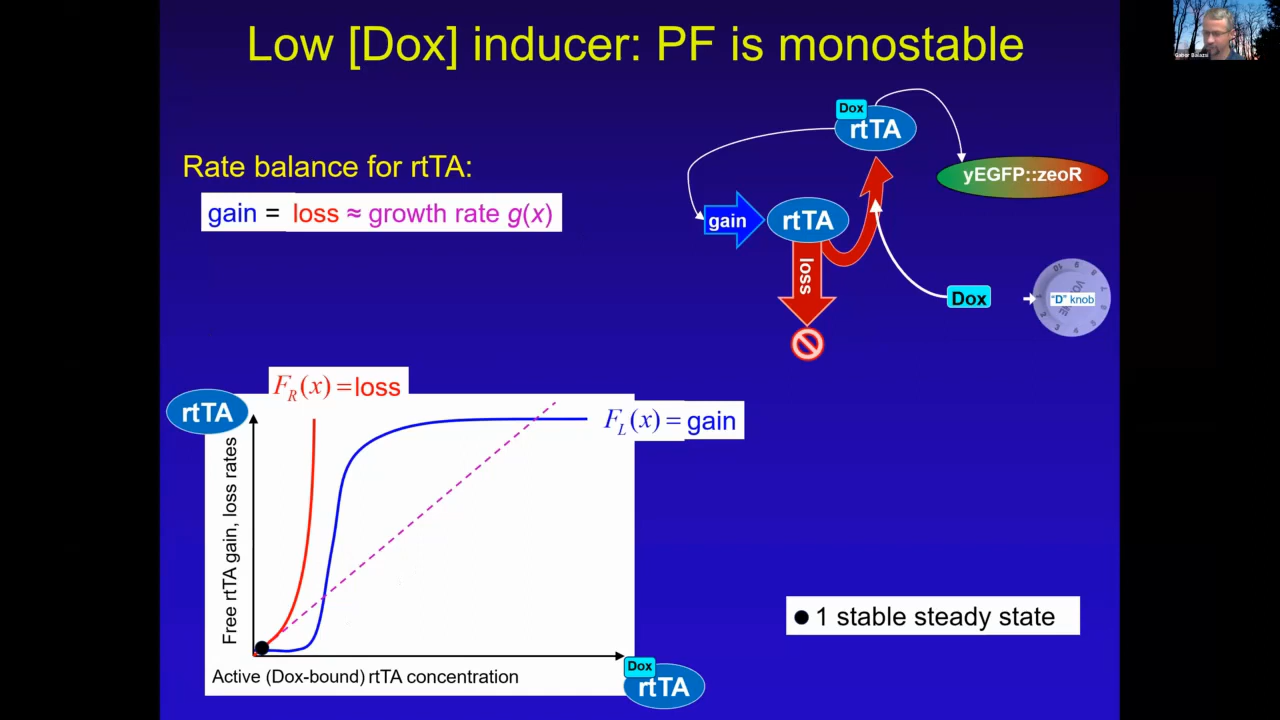 Low [Dox] inducer: PF is monostable
Gabor Balazsi
Rate balance for rtTA:
gain = loss ≈ growth rate g(x)
Dox
rtTA
yEGFP::zeoR
gain
rtTA
loss
Dox
"D" knob
F_R(x) = loss
rtTA
F_L(x) = gain
Free rtTA gain, loss rates
Active (Dox-bound) rtTA concentration
Dox
rtTA
1 stable steady state